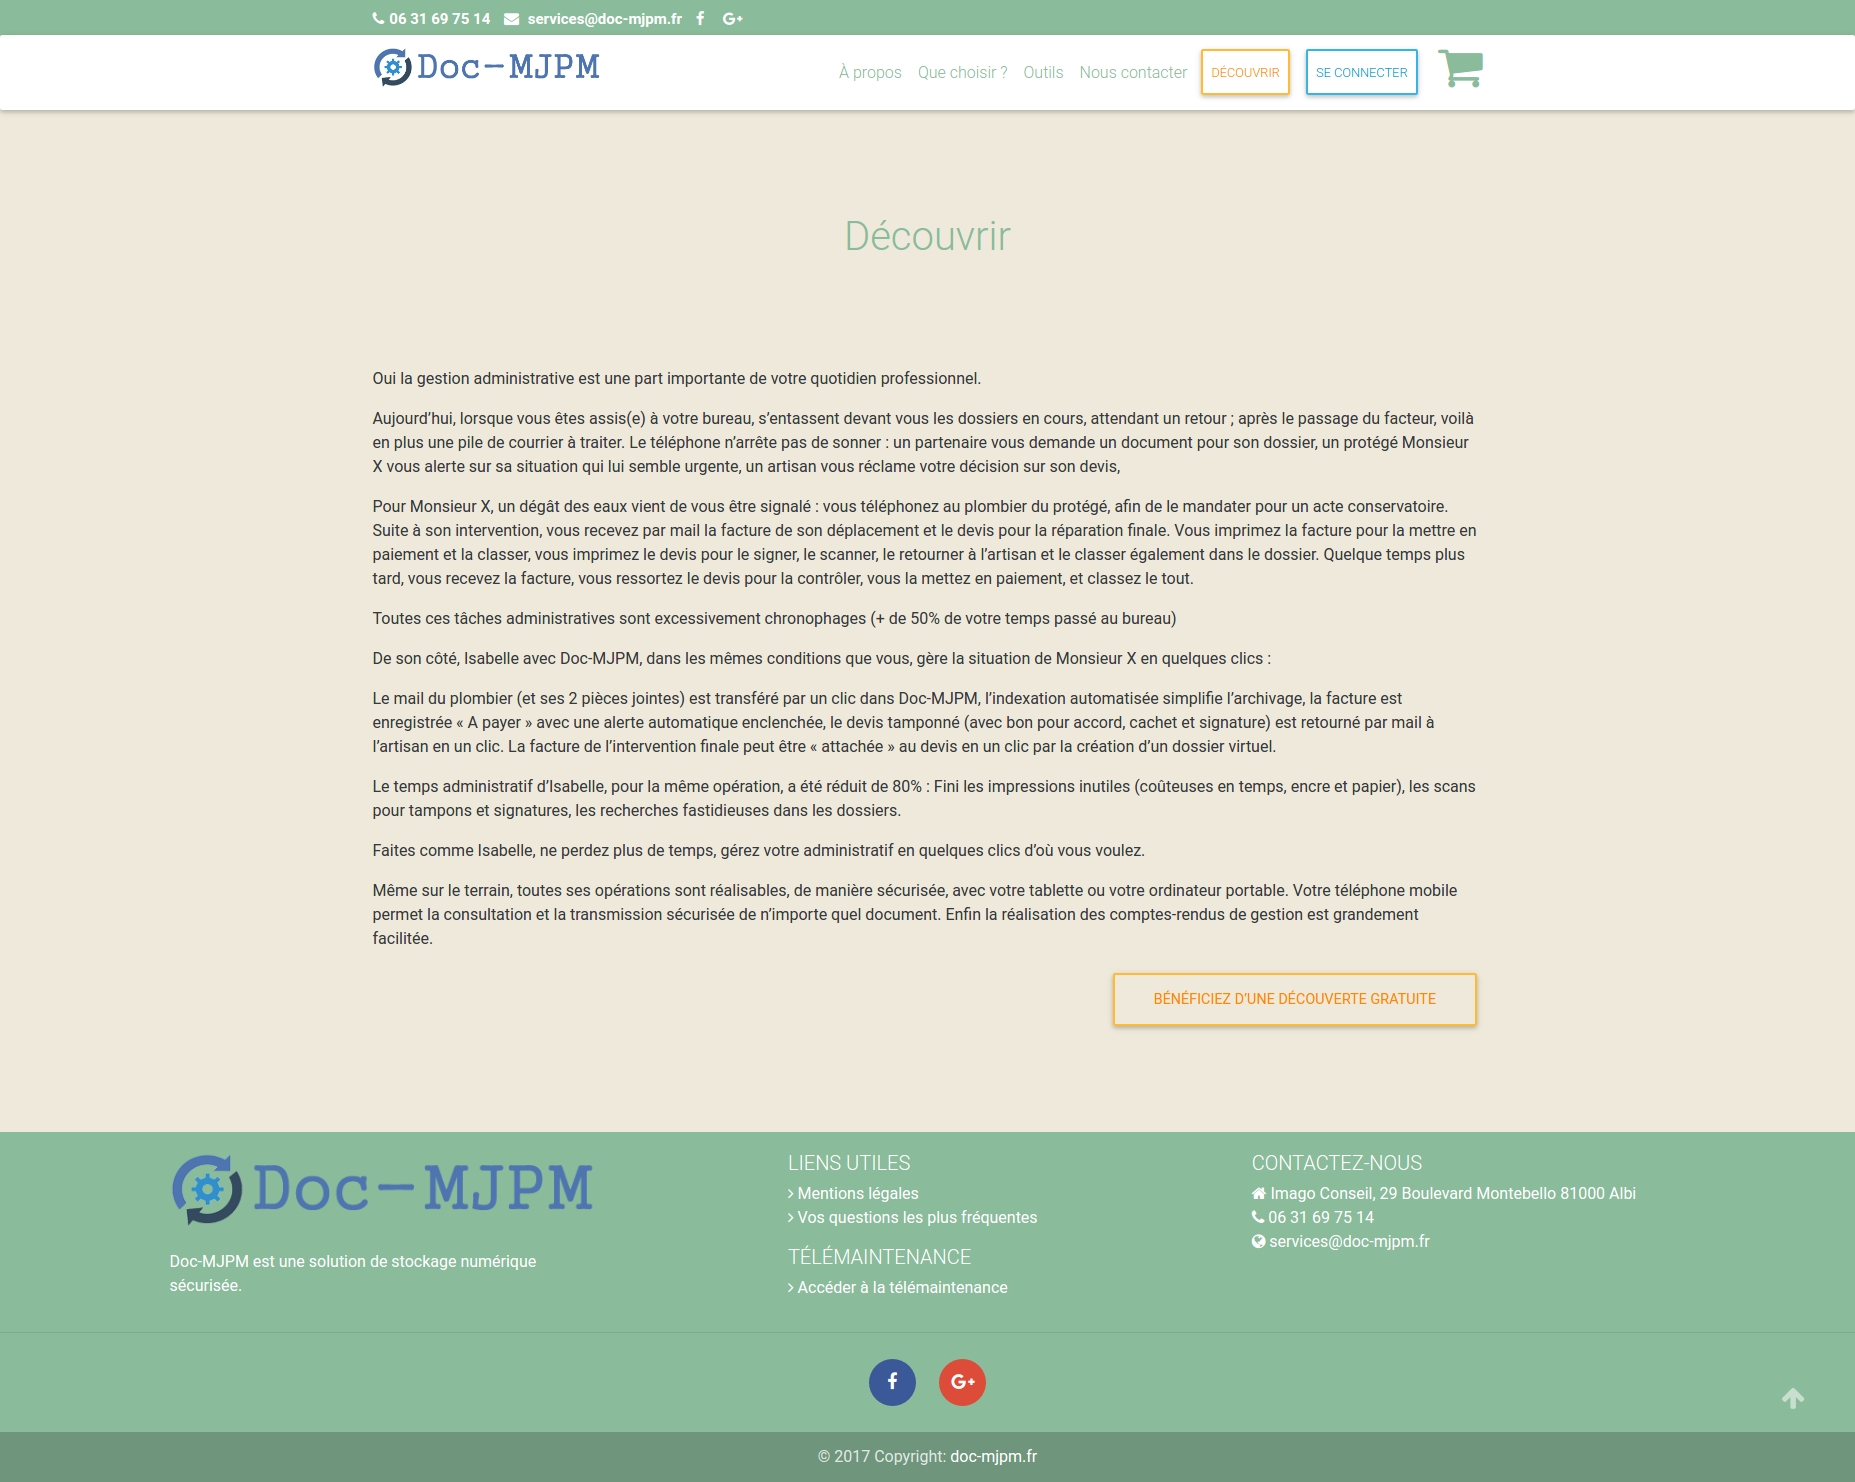 06 31 69 75 14 services@doc-mjpm.fr
Doc-MJPM
À propos Que choisir ? Outils Nous contacter DÉCOUVRIR SE CONNECTER
Découvrir
Oui la gestion administrative est une part importante de votre quotidien professionnel.
Aujourd’hui, lorsque vous êtes assis(e) à votre bureau, s’entassent devant vous les dossiers en cours, attendant un retour ; après le passage du facteur, voilà
en plus une pile de courrier à traiter. Le téléphone n’arrête pas de sonner : un partenaire vous demande un document pour son dossier, un protégé Monsieur
X vous alerte sur sa situation qui lui semble urgente, un artisan vous réclame votre décision sur son devis,
Pour Monsieur X, un dégât des eaux vient de vous être signalé : vous téléphonez au plombier du protégé, afin de le mandater pour un acte conservatoire.
Suite à son intervention, vous recevez par mail la facture de son déplacement et le devis pour la réparation finale. Vous imprimez la facture pour la mettre en
paiement et la classer, vous imprimez le devis pour le signer, le scanner, le retourner à l’artisan et le classer également dans le dossier. Quelque temps plus
tard, vous recevez la facture, vous ressortez le devis pour la contrôler, vous la mettez en paiement, et classez le tout.
Toutes ces tâches administratives sont excessivement chronophages (+ de 50% de votre temps passé au bureau)
De son côté, Isabelle avec Doc-MJPM, dans les mêmes conditions que vous, gère la situation de Monsieur X en quelques clics :
Le mail du plombier (et ses 2 pièces jointes) est transféré par un clic dans Doc-MJPM, l’indexation automatisée simplifie l’archivage, la facture est
enregistrée « A payer » avec une alerte automatique enclenchée, le devis tamponné (avec bon pour accord, cachet et signature) est retourné par mail à
l’artisan en un clic. La facture de l’intervention finale peut être « attachée » au devis en un clic par la création d’un dossier virtuel.
Le temps administratif d’Isabelle, pour la même opération, a été réduit de 80% : Fini les impressions inutiles (coûteuses en temps, encre et papier), les scans
pour tampons et signatures, les recherches fastidieuses dans les dossiers.
Faites comme Isabelle, ne perdez plus de temps, gérez votre administratif en quelques clics d’où vous voulez.
Même sur le terrain, toutes ses opérations sont réalisables, de manière sécurisée, avec votre tablette ou votre ordinateur portable. Votre téléphone mobile
permet la consultation et la transmission sécurisée de n’importe quel document. Enfin la réalisation des comptes-rendus de gestion est grandement
facilitée.
BÉNÉFICIEZ D’UNE DÉCOUVERTE GRATUITE
Doc-MJPM
Doc-MJPM est une solution de stockage numérique
sécurisée.
LIENS UTILES
Mentions légales
Vos questions les plus fréquentes
TÉLÉMAINTENANCE
Accéder à la télémaintenance
CONTACTEZ-NOUS
Imago Conseil, 29 Boulevard Montebello 81000 Albi
06 31 69 75 14
services@doc-mjpm.fr
© 2017 Copyright: doc-mjpm.fr